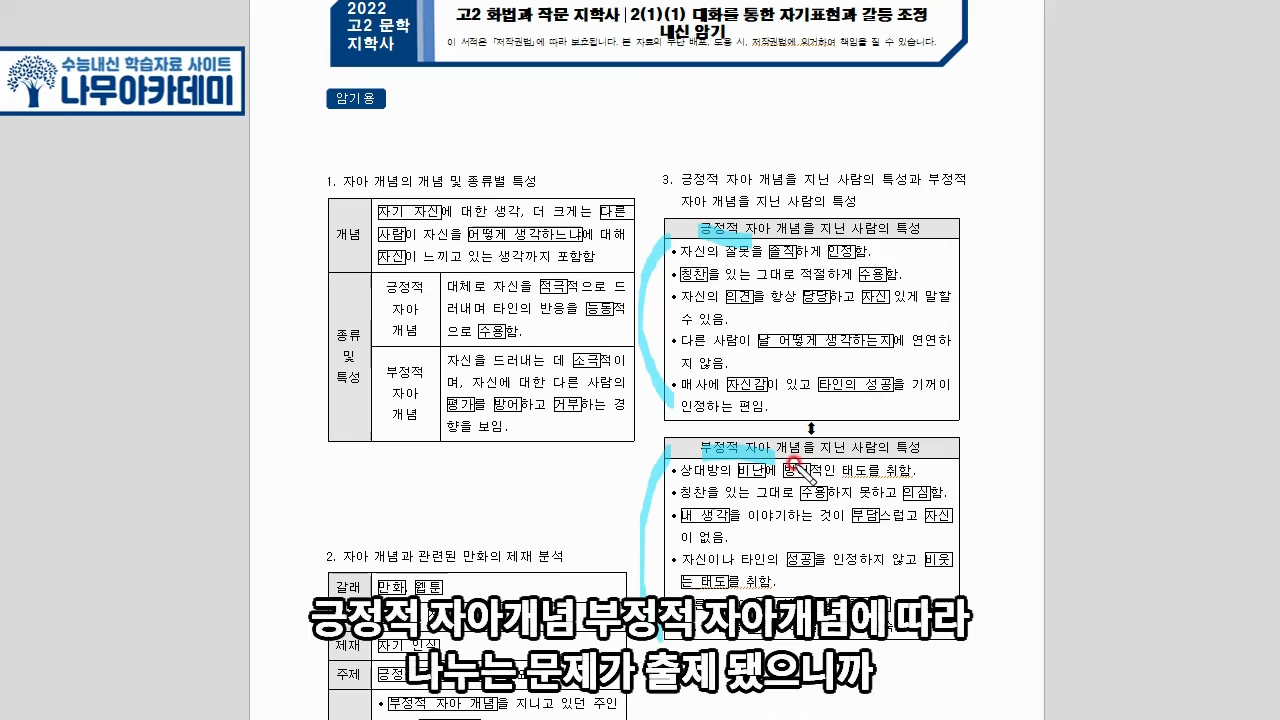 2022
고2 문학
지학사
고2 화법과 작문 지학사 | 2(1)(1) 대화를 통한 자기표현과 갈등 조정
내신 암기
이 서적은 「저작권법」에 따라 보호됩니다. 본 자료의 무단 배포, 도용 시, 저작권법에 의거하여 책임을 질 수 있습니다.
수능내신 학습자료 사이트
나무아카데미
암기용
1. 자아 개념의 개념 및 종류별 특성
개념
자기 자신에 대한 생각, 더 크게는 다른
사람이 자신을 어떻게 생각하느냐에 대해
자신이 느끼고 있는 생각까지 포함함
종류
및
특성
긍정적
자아
개념
대체로 자신을 적극적으로 드
러내며 타인의 반응을 능동적
으로 수용함.
부정적
자아
개념
자신을 드러내는 데 소극적이
며, 자신에 대한 다른 사람의
평가를 방어하고 거부하는 경
향을 보임.
2. 자아 개념과 관련된 만화의 제재 분석
갈래
만화, 웹툰
제재
자기 인식
주제
• 부정적 자아 개념을 지니고 있던 주인
3. 긍정적 자아 개념을 지닌 사람의 특성과 부정적
자아 개념을 지닌 사람의 특성
긍정적 자아 개념을 지닌 사람의 특성
• 자신의 잘못을 솔직하게 인정함.
• 칭찬을 있는 그대로 적절하게 수용함.
• 자신의 의견을 항상 당당하고 자신 있게 말할
수 있음.
• 다른 사람이 날 어떻게 생각하는지에 연연하
지 않음.
• 매사에 자신감이 있고 타인의 성공을 기꺼이
인정하는 편임.
부정적 자아 개념을 지닌 사람의 특성
• 상대방의 비난에 적인 태도를 취함.
• 칭찬을 있는 그대로 수용하지 못하고 의심함.
• 내 생각을 이야기하는 것이 부담스럽고 자신
이 없음.
• 자신이나 타인의 성공을 인정하지 않고 비웃
는 태도를 취함.
긍정적 자아개념 부정적 자아개념에 따라
나누는 문제가 출제 됐으니까